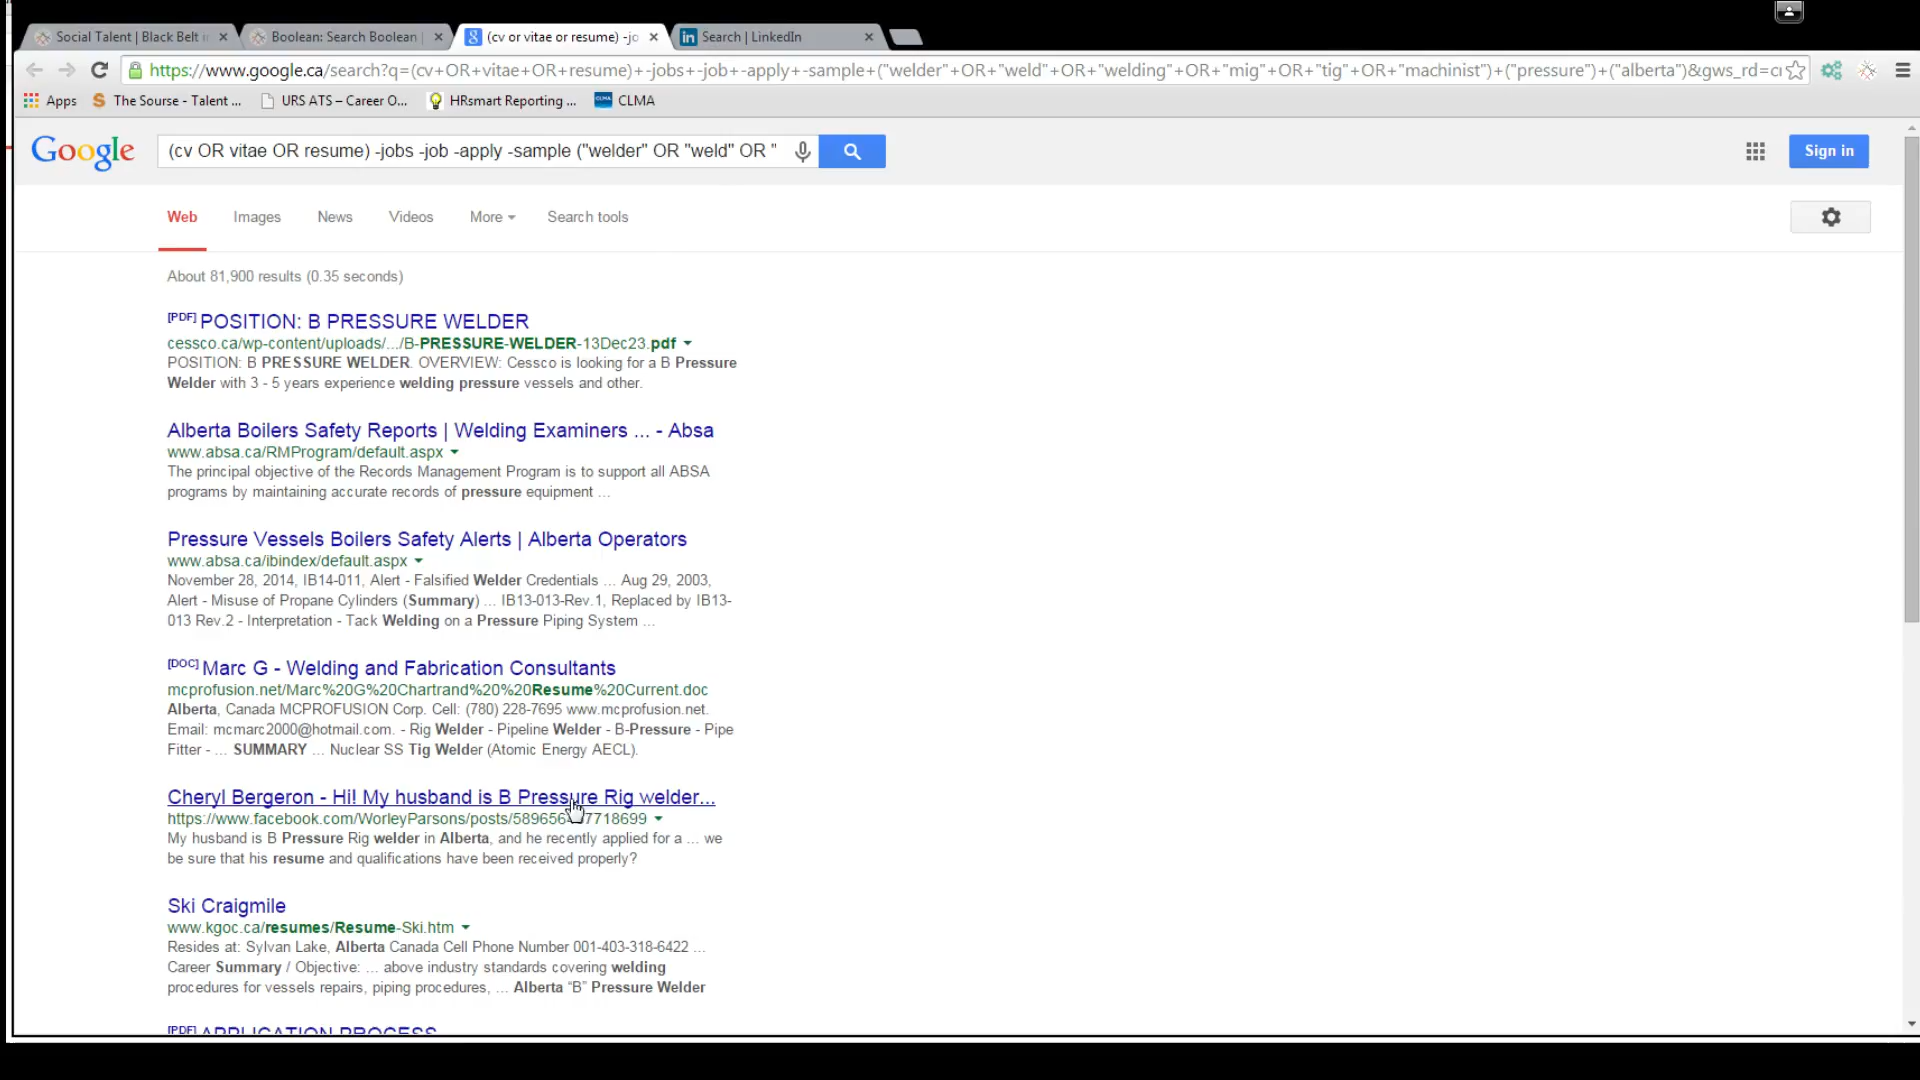 Social Talent | Black Belt in
Boolean: Search Boolean |
(cv or vitae or resume) -jo
Search | LinkedIn
https://www.google.ca/search?q=(cv+OR+vitae+OR+resume)+-jobs+-job+-apply+-sample+("welder"+OR+"weld"+OR+"welding"+OR+"mig"+OR+"tig"+OR+"machinist")+("pressure")+("alberta")&gws_rd=cr
Apps
The Sourse - Talent ...
URS ATS – Career O...
HRsmart Reporting ...
CLMA
Google
(cv OR vitae OR resume) -jobs -job -apply -sample ("welder" OR "weld" OR "
Sign in
Web
Images
News
Videos
More
Search tools
About 81,900 results (0.35 seconds)
[PDF] POSITION: B PRESSURE WELDER
cessco.ca/wp-content/uploads/.../B-PRESSURE-WELDER-13Dec23.pdf
POSITION: B PRESSURE WELDER. OVERVIEW: Cessco is looking for a B Pressure
Welder with 3 - 5 years experience welding pressure vessels and other.
Alberta Boilers Safety Reports | Welding Examiners ... - Absa
www.absa.ca/RMProgram/default.aspx
The principal objective of the Records Management Program is to support all ABSA
programs by maintaining accurate records of pressure equipment ...
Pressure Vessels Boilers Safety Alerts | Alberta Operators
www.absa.ca/ibindex/default.aspx
November 28, 2014, IB14-011, Alert - Falsified Welder Credentials ... Aug 29, 2003,
Alert - Misuse of Propane Cylinders (Summary) ... IB13-013-Rev.1, Replaced by IB13-
013 Rev.2 - Interpretation - Tack Welding on a Pressure Piping System ...
[DOC] Marc G - Welding and Fabrication Consultants
mcprofusion.net/Marc%20G%20Chartrand%20%20Resume%20Current.doc
Alberta, Canada MCPROFUSION Corp. Cell: (780) 228-7695 www.mcprofusion.net.
Email: mcmarc2000@hotmail.com. - Rig Welder - Pipeline Welder - B-Pressure - Pipe
Fitter - ... SUMMARY ... Nuclear SS Tig Welder (Atomic Energy AECL).
Cheryl Bergeron - Hi! My husband is B Pressure Rig welder...
https://www.facebook.com/WorleyParsons/posts/589656 7718699
My husband is B Pressure Rig welder in Alberta, and he recently applied for a ... we
be sure that his resume and qualifications have been received properly?
Ski Craigmile
www.kgoc.ca/resumes/Resume-Ski.htm
Resides at: Sylvan Lake, Alberta Canada Cell Phone Number 001-403-318-6422 ...
Career Summary / Objective: ... above industry standards covering welding
procedures for vessels repairs, piping procedures, ... Alberta “B” Pressure Welder
[PDF] APPLICATION PROCESS